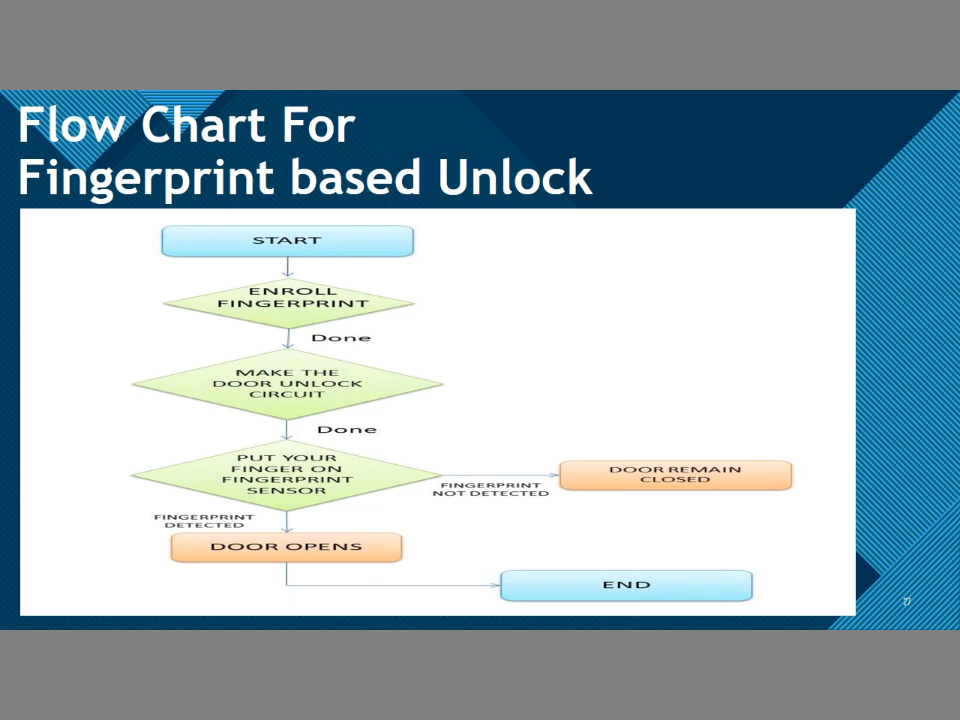 Flow Chart For
Fingerprint based Unlock
START
ENROLL
FINGERPRINT
Done
MAKE THE
DOOR UNLOCK
CIRCUIT
Done
PUT YOUR
FINGER ON
FINGERPRINT
SENSOR
FINGERPRINT
NOT DETECTED
DOOR REMAIN
CLOSED
FINGERPRINT
DETECTED
DOOR OPENS
END
27